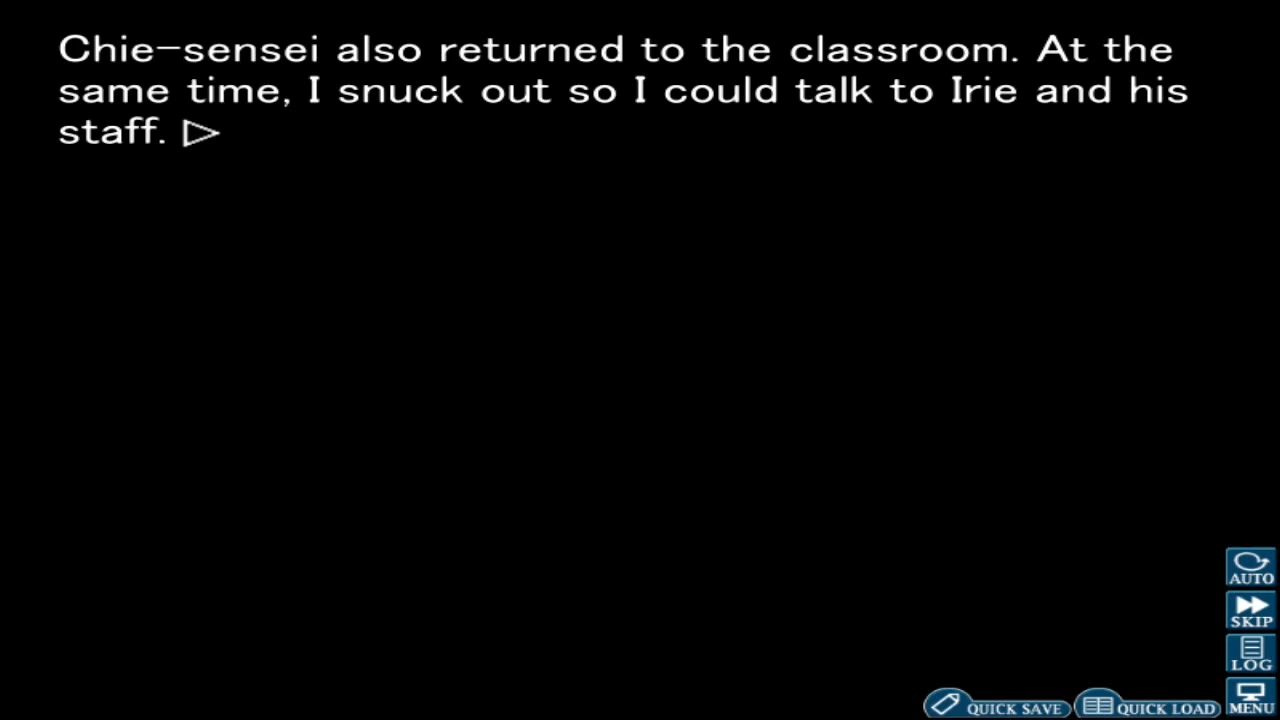 Chie-sensei also returned to the classroom. At the
same time, I snuck out so I could talk to Irie and his
staff.
AUTO
SKIP
LOG
QUICK SAVE
QUICK LOAD
MENU